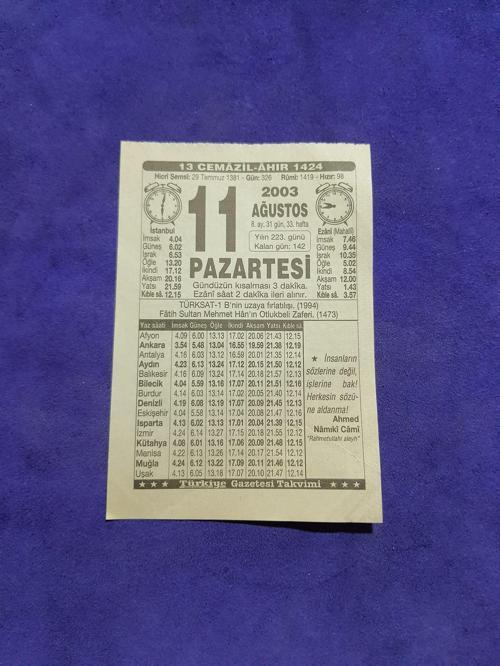 13 CEMÂZİL-ÂHIR 1424
Hicrî Şemsî: 29 Temmuz 1381 - Gün: 326 Rûmî: 1419 - Hızır: 98
11
2003
AĞUSTOS
8. ay, 31 gün, 33. hafta
Yılın 223. günü
Kalan gün: 142
İstanbul
İmsak 4.04
Güneş 6.02
İşrak 6.53
Öğle 13.20
İkindi 17.12
Akşam 20.16
Yatsı 21.59
Kıble sâ. 12.15
Ezânî (Mahallî)
İmsak 7.46
Güneş 9.44
İşrak 10.35
Öğle 5.02
İkindi 8.54
Akşam 12.00
Yatsı 1.43
Kıble sâ. 3.57
PAZARTESİ
Gündüzün kısalması 3 dakîka.
Ezânî sâat 2 dakîka ileri alınır.
TÜRKSAT-1 B'nin uzaya fırlatılışı. (1994)
Fâtih Sultan Mehmet Hân'ın Otlukbeli Zaferi. (1473)
Yaz sâati İmsak Güneş Öğle İkindi Akşam Yatsı Kıble sâ.
Afyon 4.09 6.00 13.13 17.02 20.06 21.43 12.15
Ankara 3.54 5.48 13.04 16.55 19.59 21.38 12.19
Antalya 4.16 6.03 13.12 16.59 20.01 21.35 12.14
Aydın 4.23 6.13 13.24 17.12 20.15 21.50 12.12
Balıkesir 4.16 6.09 13.24 17.14 20.18 21.57 12.13
Bilecik 4.04 5.59 13.16 17.07 20.11 21.51 12.16
Burdur 4.14 6.03 13.14 17.02 20.05 21.40 12.14
Denizli 4.19 6.08 13.19 17.07 20.09 21.45 12.13
Eskişehir 4.04 5.58 13.14 17.04 20.08 21.47 12.16
Isparta 4.13 6.02 13.13 17.01 20.04 21.39 12.15
İzmir 4.24 6.14 13.27 17.15 20.18 21.55 12.12
Kütahya 4.08 6.01 13.16 17.06 20.09 21.48 12.15
Manisa 4.22 6.13 13.26 17.14 20.17 21.54 12.12
Muğla 4.24 6.12 13.22 17.09 20.11 21.46 12.12
Uşak 4.13 6.05 13.18 17.07 20.10 21.47 12.14
★ İnsanların
sözlerine değil,
işlerine bak!
Herkesin sözü-
ne aldanma!
Ahmed
Nâmıkî Câmî
"Rahmetullahi aleyh"
★ ★ ★ Türkiye Gazetesi Takvimi ★ ★ ★